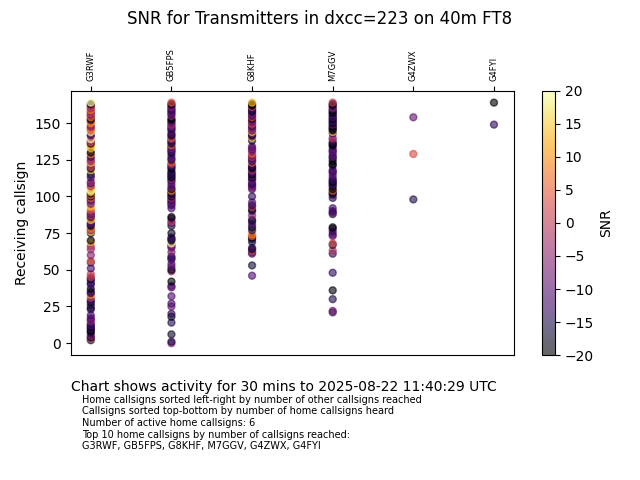 SNR for Transmitters in dxcc=223 on 40m FT8
G3RWF GB5FPS G8KHF M7GGV G4ZWX G4FYI
150
125
100
75
50
25
0
Receiving callsign
20
15
10
5
0
−5
−10
−15
−20
SNR
Chart shows activity for 30 mins to 2025-08-22 11:40:29 UTC
Home callsigns sorted left-right by number of other callsigns reached
Callsigns sorted top-bottom by number of home callsigns heard
Number of active home callsigns: 6
Top 10 home callsigns by number of callsigns reached:
G3RWF, GB5FPS, G8KHF, M7GGV, G4ZWX, G4FYI